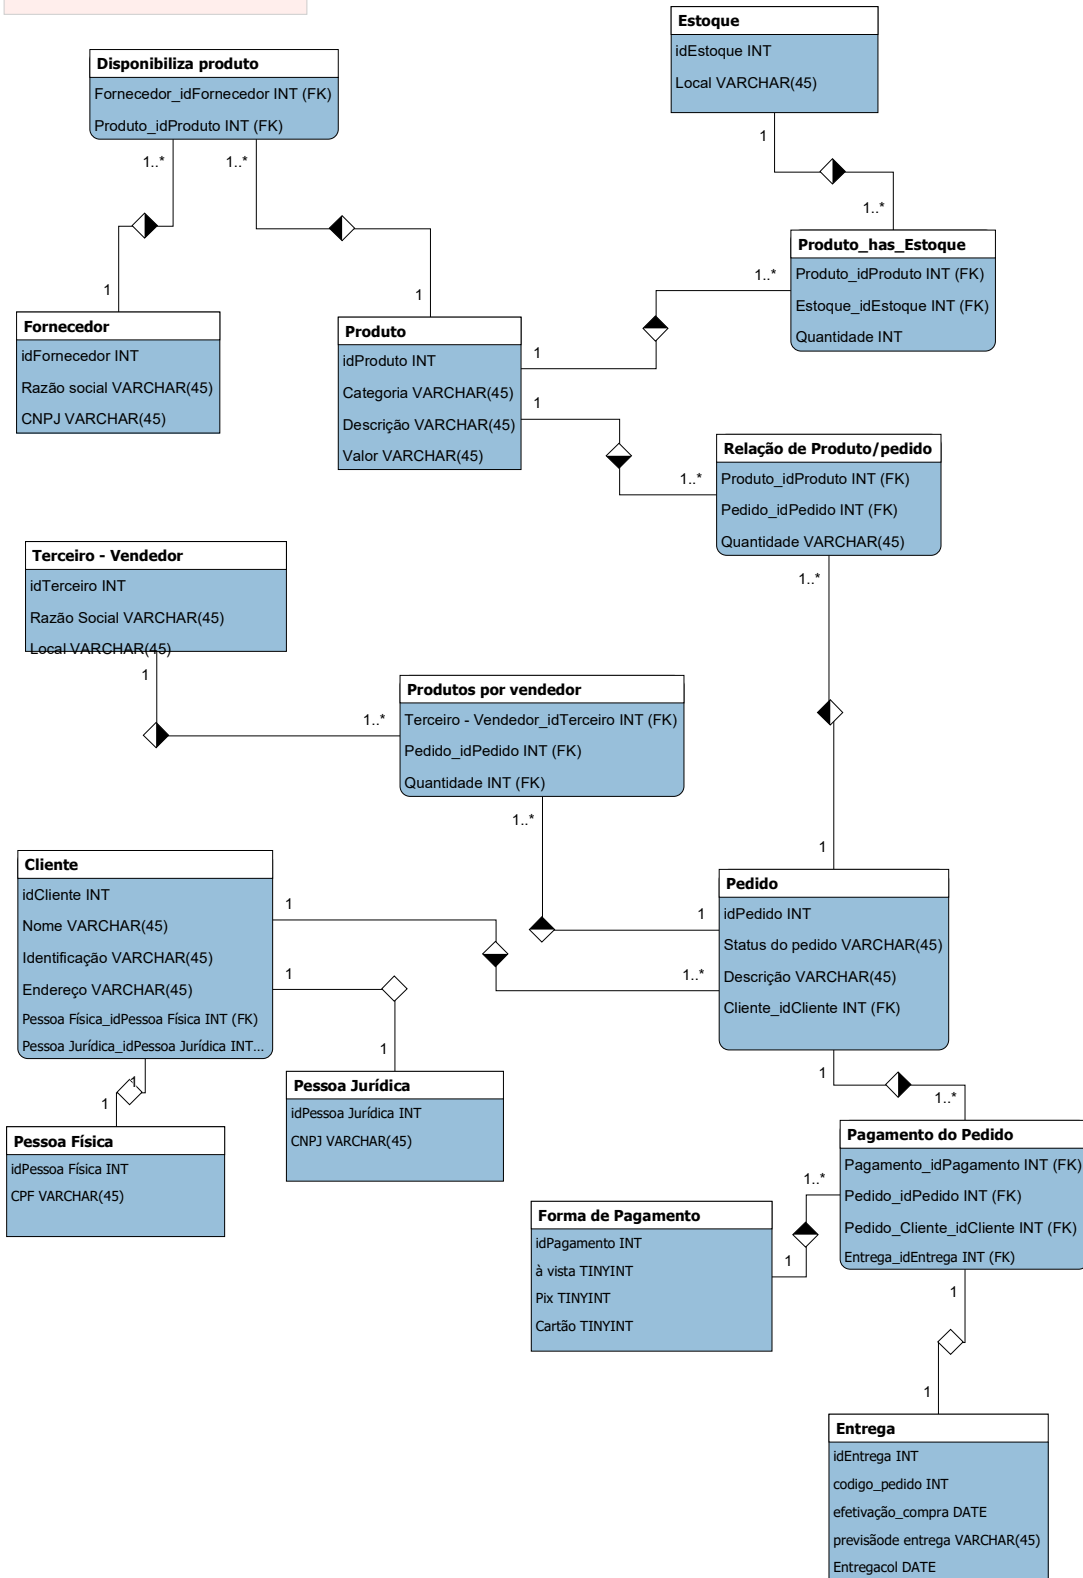 Estoque
idEstoque INT
Local VARCHAR(45)
1
1..*
Disponibiliza produto
Fornecedor_idFornecedor INT (FK)
Produto_idProduto INT (FK)
1..*
1..*
1
1
Produto_has_Estoque
Produto_idProduto INT (FK)
Estoque_idEstoque INT (FK)
Quantidade INT
1..*
Fornecedor
idFornecedor INT
Razão social VARCHAR(45)
CNPJ VARCHAR(45)
Produto
idProduto INT
Categoria VARCHAR(45)
Descrição VARCHAR(45)
Valor VARCHAR(45)
1
1
1..*
Relação de Produto/pedido
Produto_idProduto INT (FK)
Pedido_idPedido INT (FK)
Quantidade VARCHAR(45)
1..*
1
Terceiro - Vendedor
idTerceiro INT
Razão Social VARCHAR(45)
Local VARCHAR(45)
1
1..*
Produtos por vendedor
Terceiro - Vendedor_idTerceiro INT (FK)
Pedido_idPedido INT (FK)
Quantidade INT (FK)
1..*
1
Cliente
idCliente INT
Nome VARCHAR(45)
Identificação VARCHAR(45)
Endereço VARCHAR(45)
Pessoa Física_idPessoa Física INT (FK)
Pessoa Jurídica_idPessoa Jurídica INT...
1
1
1..*
Pedido
idPedido INT
Status do pedido VARCHAR(45)
Descrição VARCHAR(45)
Cliente_idCliente INT (FK)
1
1..*
1
1
1
Pessoa Jurídica
idPessoa Jurídica INT
CNPJ VARCHAR(45)
Pessoa Física
idPessoa Física INT
CPF VARCHAR(45)
Pagamento do Pedido
Pagamento_idPagamento INT (FK)
Pedido_idPedido INT (FK)
Pedido_Cliente_idCliente INT (FK)
Entrega_idEntrega INT (FK)
1..*
1
1
1
Forma de Pagamento
idPagamento INT
à vista TINYINT
Pix TINYINT
Cartão TINYINT
Entrega
idEntrega INT
codigo_pedido INT
efetivação_compra DATE
previsãode entrega VARCHAR(45)
Entregacol DATE